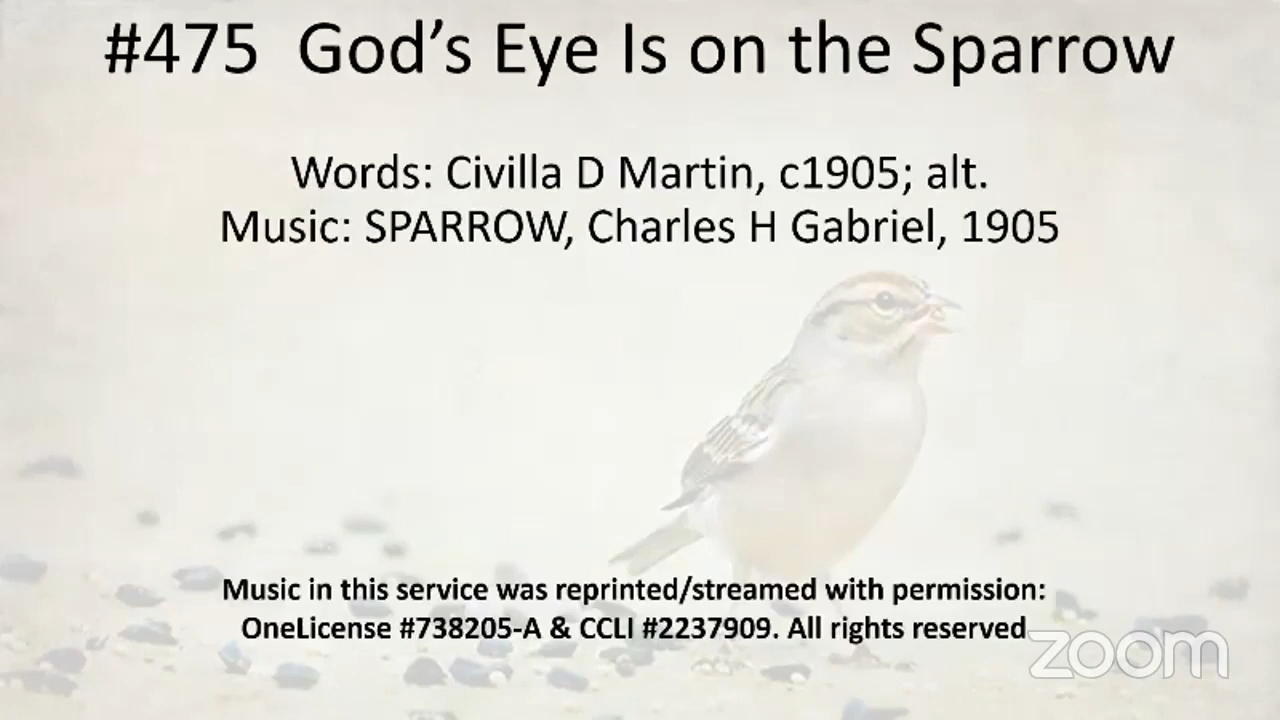 #475 God’s Eye Is on the Sparrow
Words: Civilla D Martin, c1905; alt.
Music: SPARROW, Charles H Gabriel, 1905
Music in this service was reprinted/streamed with permission:
OneLicense #738205-A & CCLI #2237909. All rights reserved
zoom